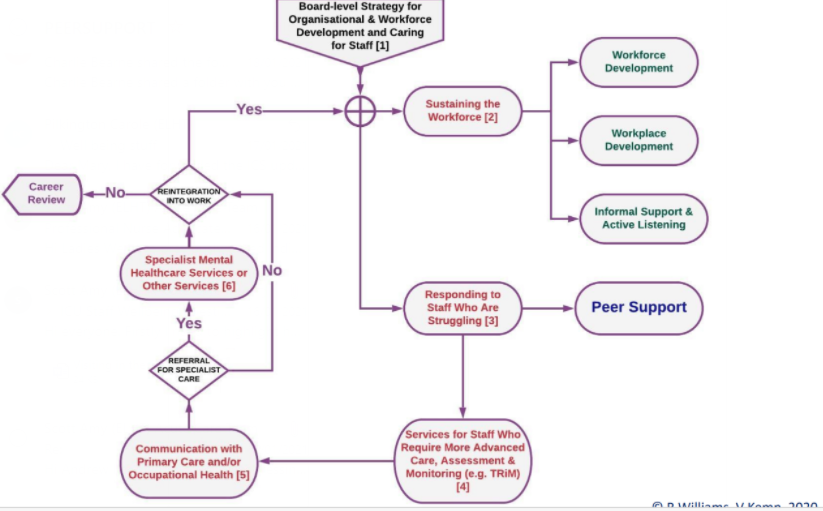 Board-level Strategy for
Organisational & Workforce
Development and Caring
for Staff [1]
Yes
Sustaining the
Workforce [2]
Workforce
Development
Workplace
Development
Informal Support &
Active Listening
Career
Review
No
REINTEGRATION
INTO WORK
Specialist Mental
Healthcare Services or
Other Services [6]
No
Yes
REFERRAL
FOR SPECIALIST
CARE
Responding to
Staff Who Are
Struggling [3]
Peer Support
Communication with
Primary Care and/or
Occupational Health [5]
Services for Staff Who
Require More Advanced
Care, Assessment &
Monitoring (e.g. TRiM)
[4]
© R Williams, V Kemp, 2020